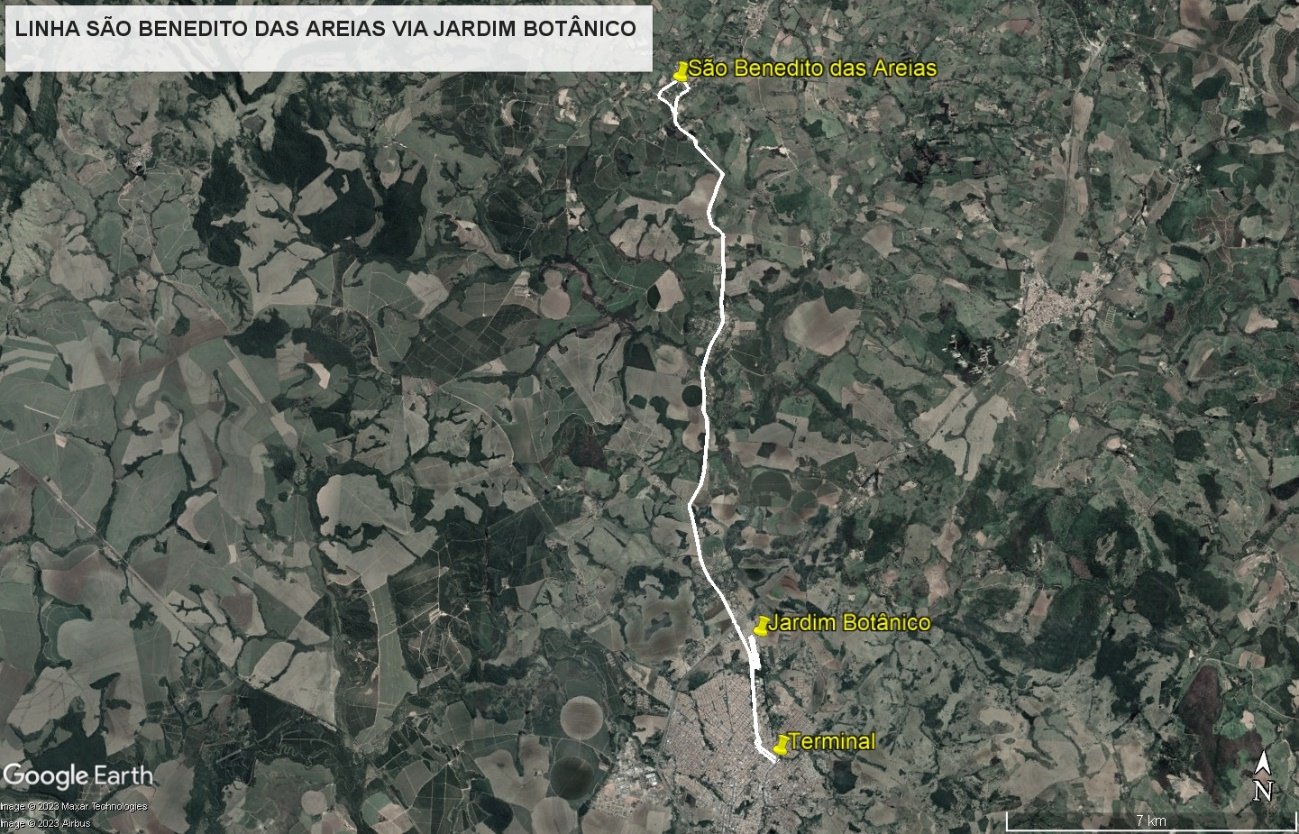 LINHA SÃO BENEDITO DAS AREIAS VIA JARDIM BOTÂNICO
São Benedito das Areias
Jardim Botânico
Terminal
Google Earth
Image © 2023 Maxar Technologies
Image © 2023 Airbus
N
7 km